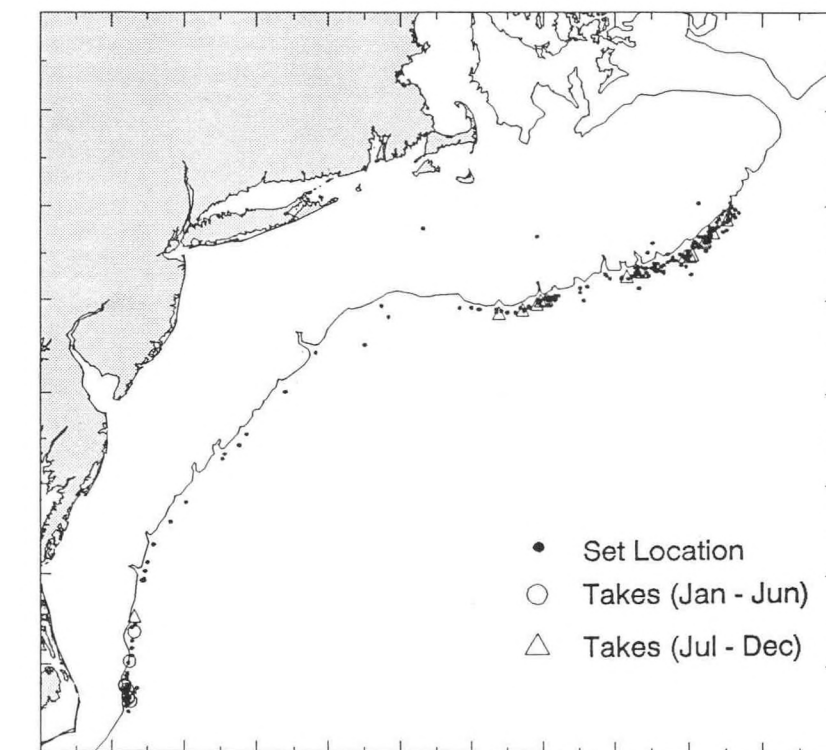 Set Location
Takes (Jan - Jun)
Takes (Jul - Dec)